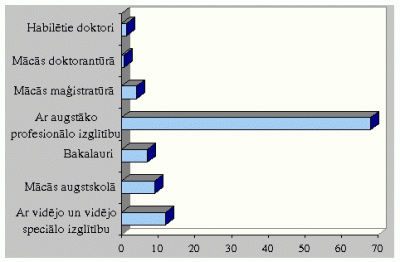 Habilētie doktori
Mācās doktorantūrā
Mācās maģistratūrā
Ar augstāko
profesionālo izglītību
Bakalauri
Mācās augstskolā
Ar vidējo un vidējo
speciālo izglītību
0 10 20 30 40 50 60 70